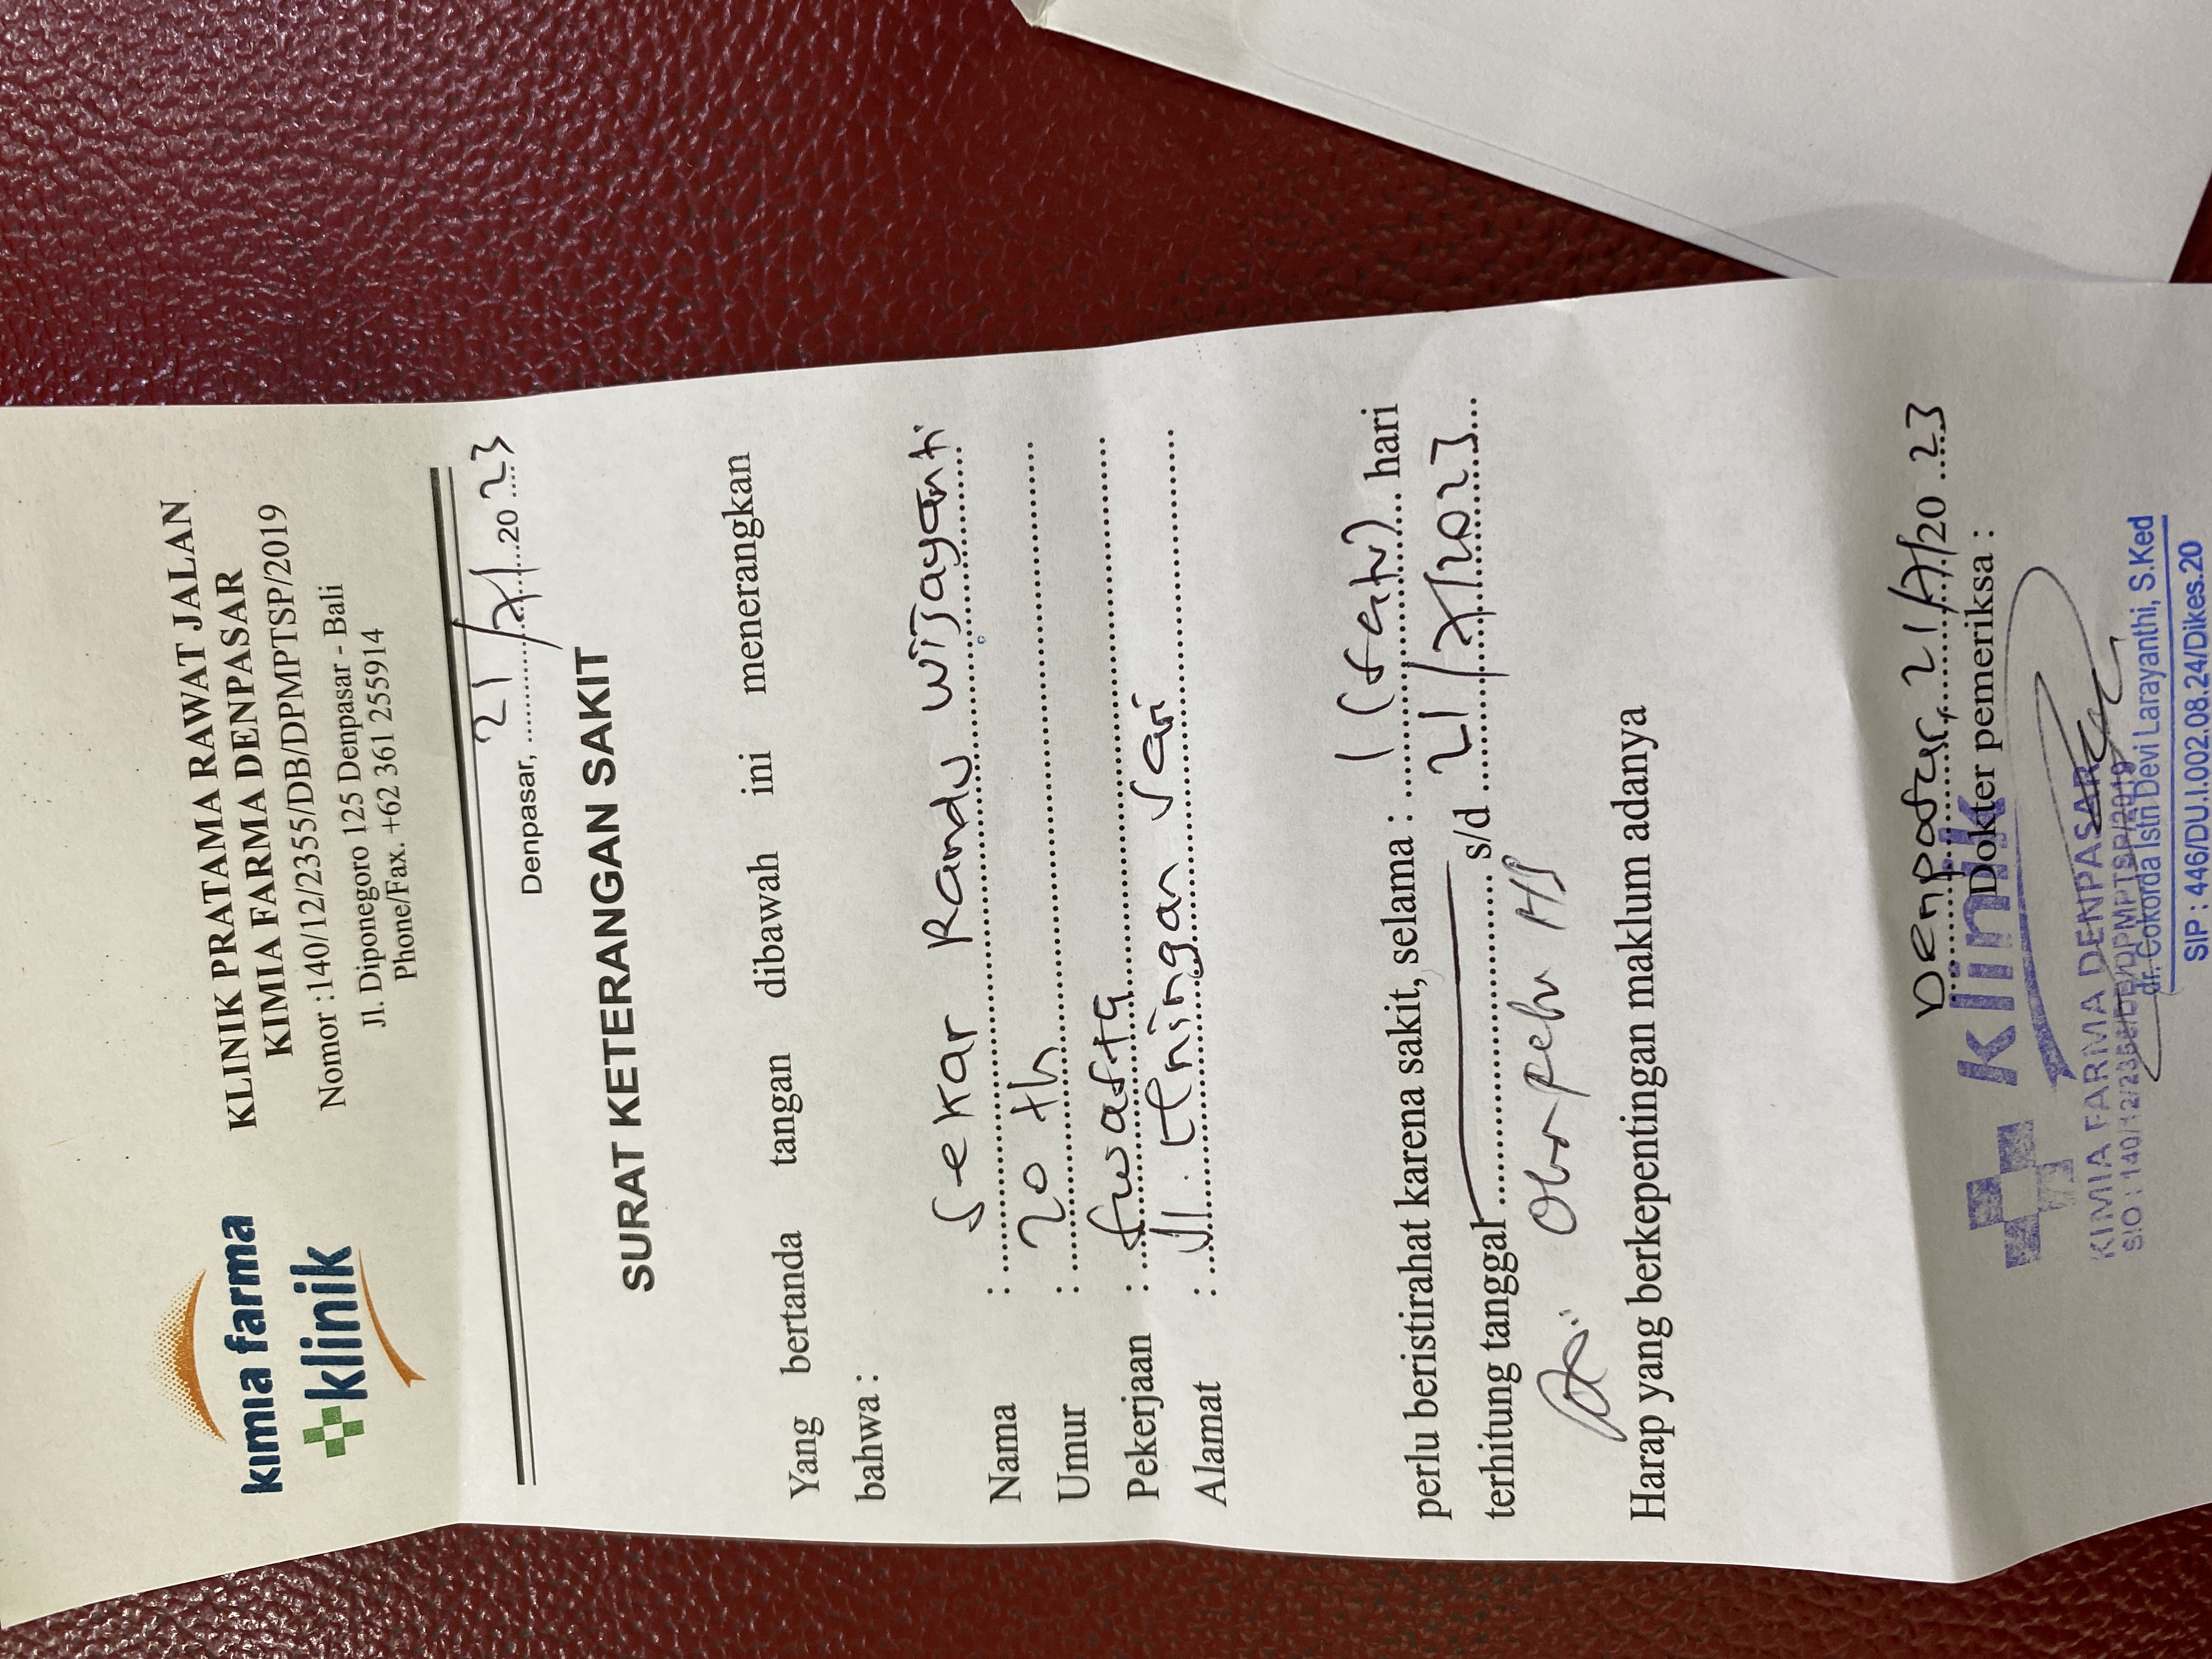 kimia farma
klinik
KLINIK PRATAMA RAWAT JALAN
KIMIA FARMA DENPASAR
Nomor :140/12/2355/DB/DPMPTSP/2019
Jl. Diponegoro 125 Denpasar - Bali
Phone/Fax. +62 361 255914
Denpasar, 21/7/2023
SURAT KETERANGAN SAKIT
Yang bertanda tangan dibawah ini menerangkan
bahwa :
Nama : Sekar Randu Wijayanti
Umur : 20 th
Pekerjaan : Swasta
Alamat : Jl. Sari
perlu beristirahat karena sakit, selama : 1 (satu) hari
terhitung tanggal s/d 21/7/2023
Harap yang berkepentingan maklum adanya
Denpasar, 21/7/2023
Dokter pemeriksa :
klinik
KIMIA FARMA DENPASAR
SIO : 140/12/2355/DB/DPMPTSP/2019
dr. Cokorda Istri Devi Larayanthi, S.Ked
SIP : 446/DU.I.002.08.24/Dikes.20